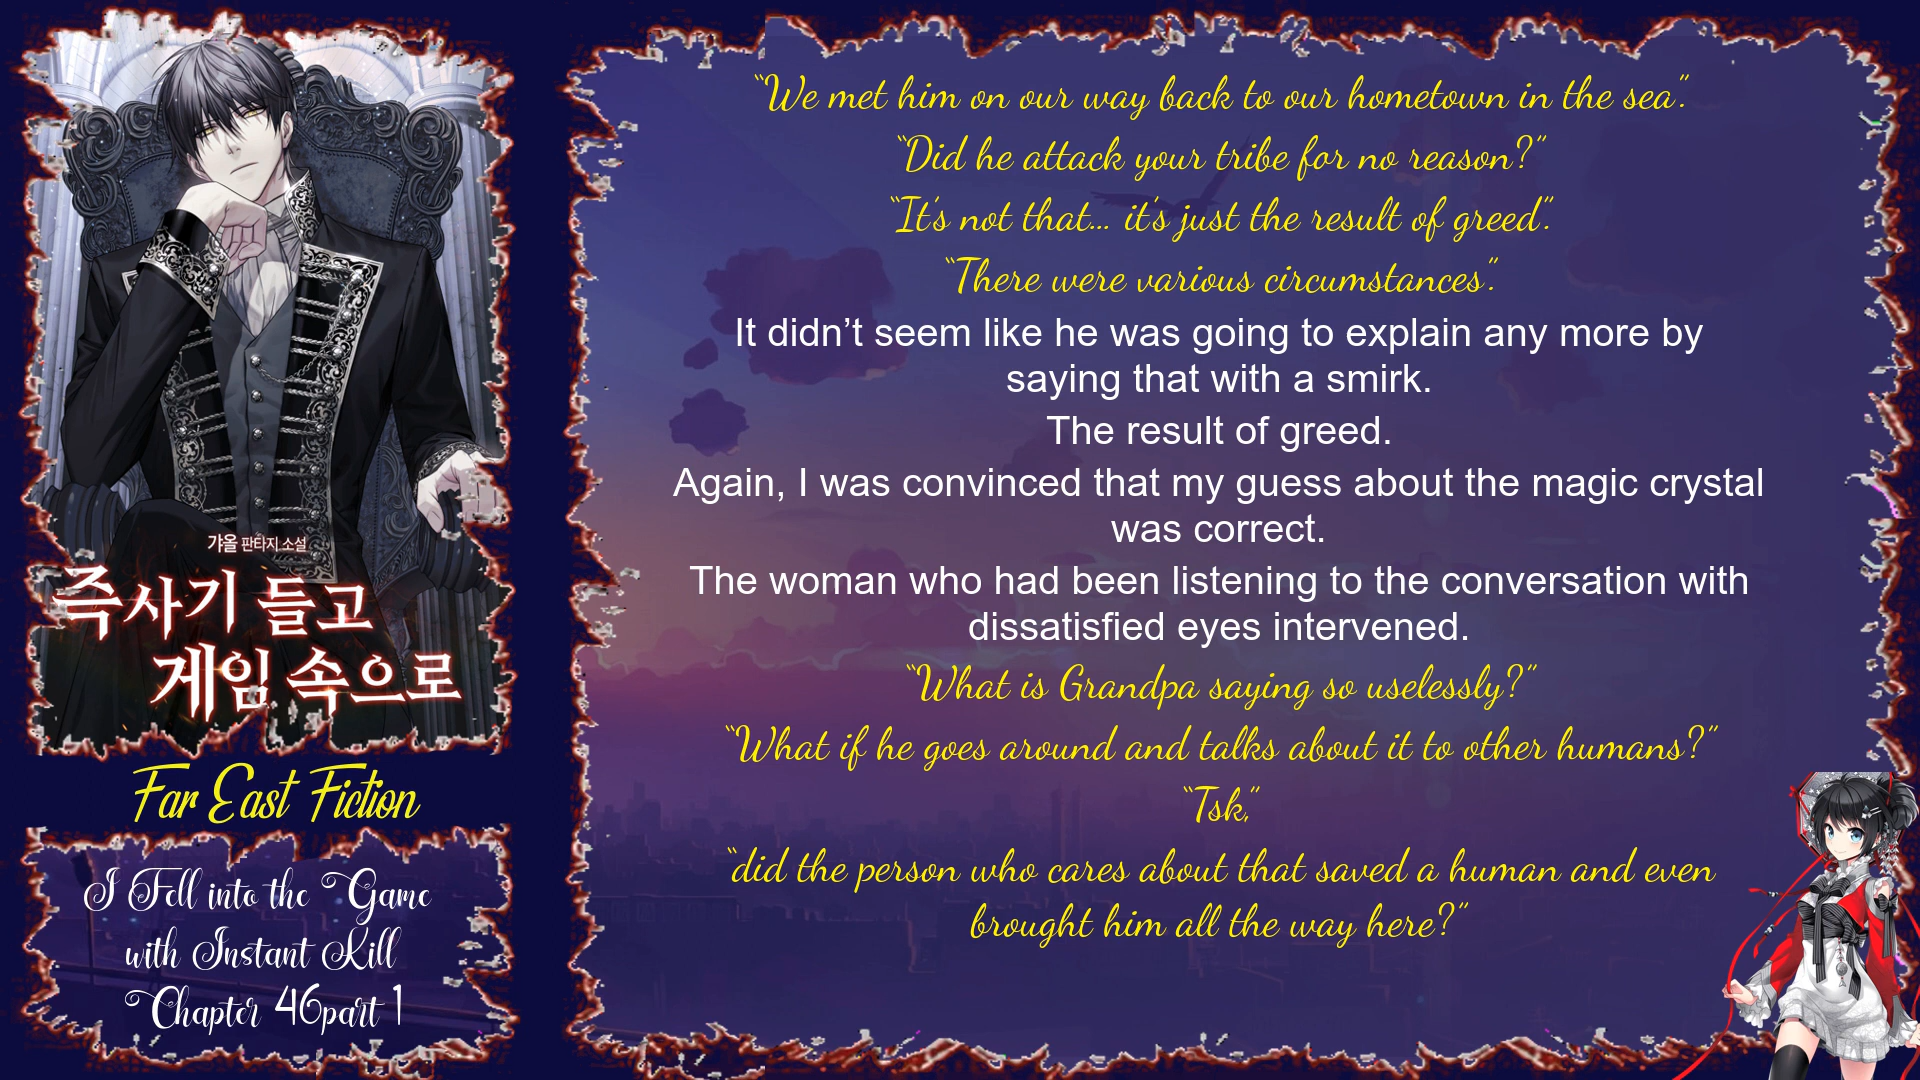 갸올 판타지 소설
즉사기 들고
게임 속으로
Far East Fiction
I Fell into the Game
with Instant Kill
Chapter 46part 1
“We met him on our way back to our hometown in the sea”.
“Did he attack your tribe for no reason?”
“It’s not that... it’s just the result of greed”.
“There were various circumstances”.
It didn’t seem like he was going to explain any more by
saying that with a smirk.
The result of greed.
Again, I was convinced that my guess about the magic crystal
was correct.
The woman who had been listening to the conversation with
dissatisfied eyes intervened.
“What is Grandpa saying so uselessly?”
“What if he goes around and talks about it to other humans?”
“Tsk,”
“did the person who cares about that saved a human and even
brought him all the way here?”